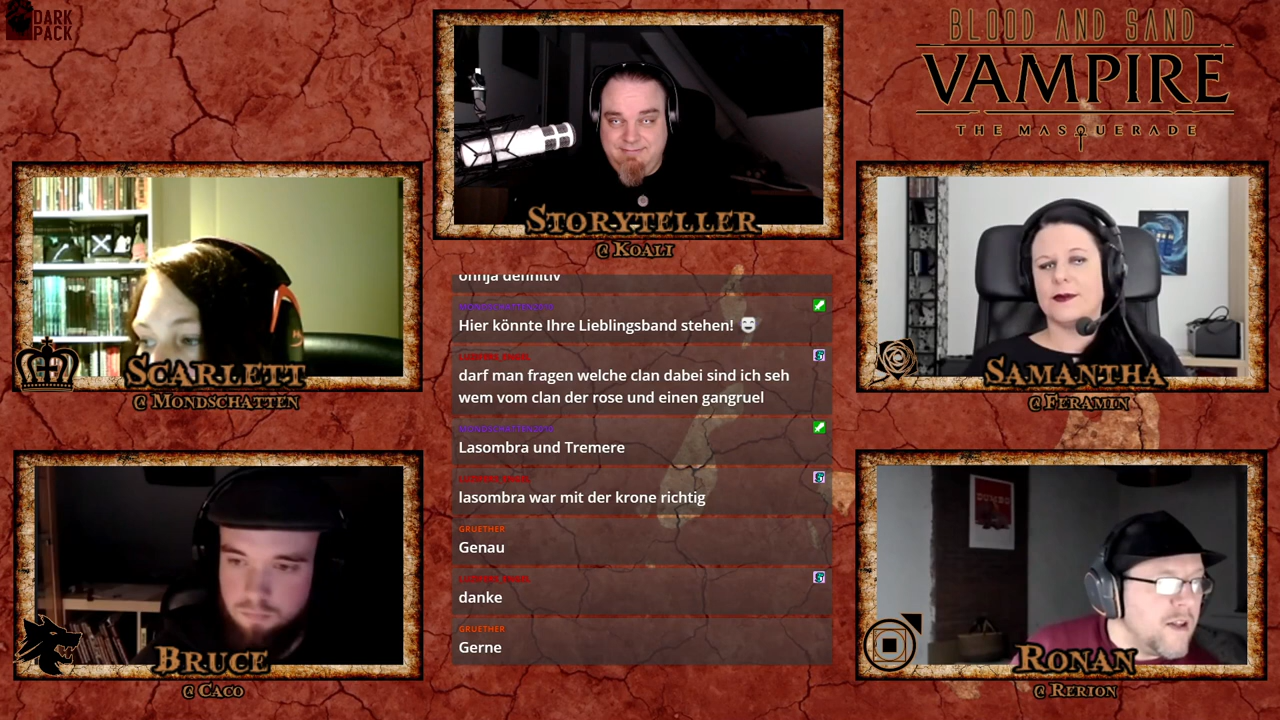 DARK
PACK
BLOOD AND SAND
VAMPIRE
THE MASQUERADE
STORYTELLER
@ KOALI
SCARLETT
@ MONDSCHATTEN
SAMANTHA
@ FERAMIN
BRUCE
@ CACO
RONAN
@ RERION
definitiv
Hier könnte Ihre Lieblingsband stehen!
darf man fragen welche clan dabei sind ich seh
wem vom clan der rose und einen gangruel
Lasombra und Tremere
lasombra war mit der krone richtig
GRUETHER
Genau
danke
GRUETHER
Gerne